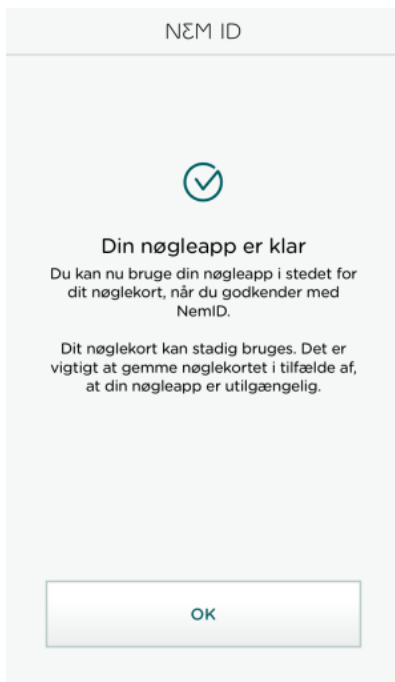 NEM ID
Din nøgleapp er klar
Du kan nu bruge din nøgleapp i stedet for
dit nøglekort, når du godkender med
NemID.
Dit nøglekort kan stadig bruges. Det er
vigtigt at gemme nøglekortet i tilfælde af,
at din nøgleapp er utilgængelig.
OK